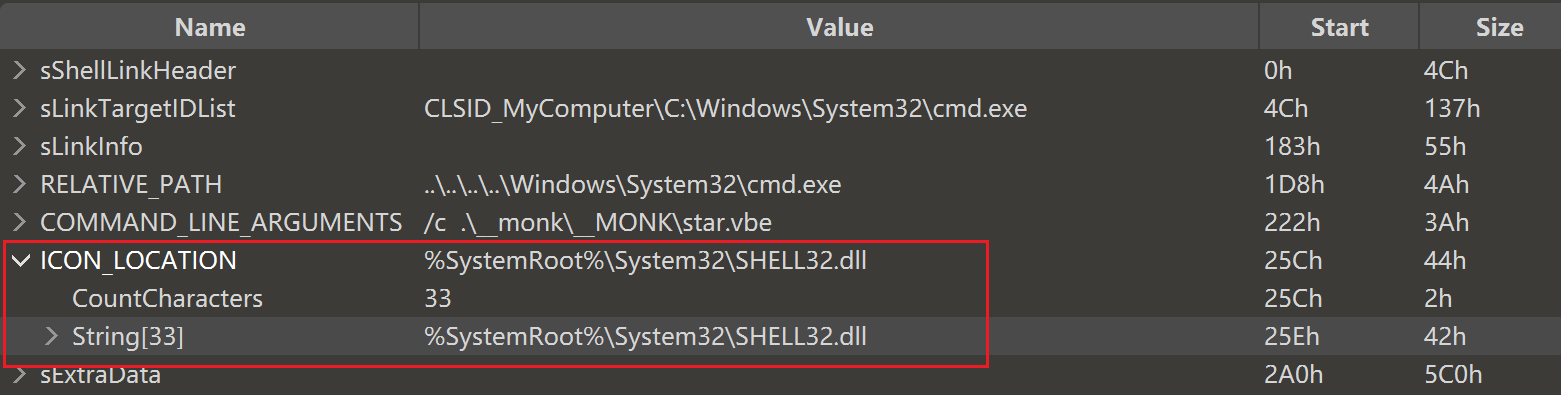 Name Value Start Size
sShellLinkHeader 0h 4Ch
sLinkTargetIDList CLSID_MyComputer\C:\Windows\System32\cmd.exe 4Ch 137h
sLinkInfo 183h 55h
RELATIVE_PATH ..\..\..\..\Windows\System32\cmd.exe 1D8h 4Ah
COMMAND_LINE_ARGUMENTS /c .\__monk\__MONK\star.vbe 222h 3Ah
ICON_LOCATION %SystemRoot%\System32\SHELL32.dll 25Ch 44h
CountCharacters 33 25Ch 2h
String[33] %SystemRoot%\System32\SHELL32.dll 25Eh 42h
sExtraData 2A0h 5C0h